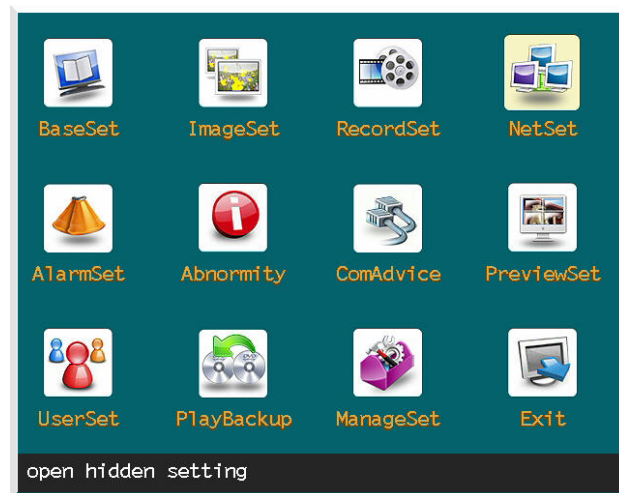 BaseSet ImageSet RecordSet NetSet
AlarmSet Abnormity ComAdvice PreviewSet
UserSet PlayBackup ManageSet Exit
open hidden setting